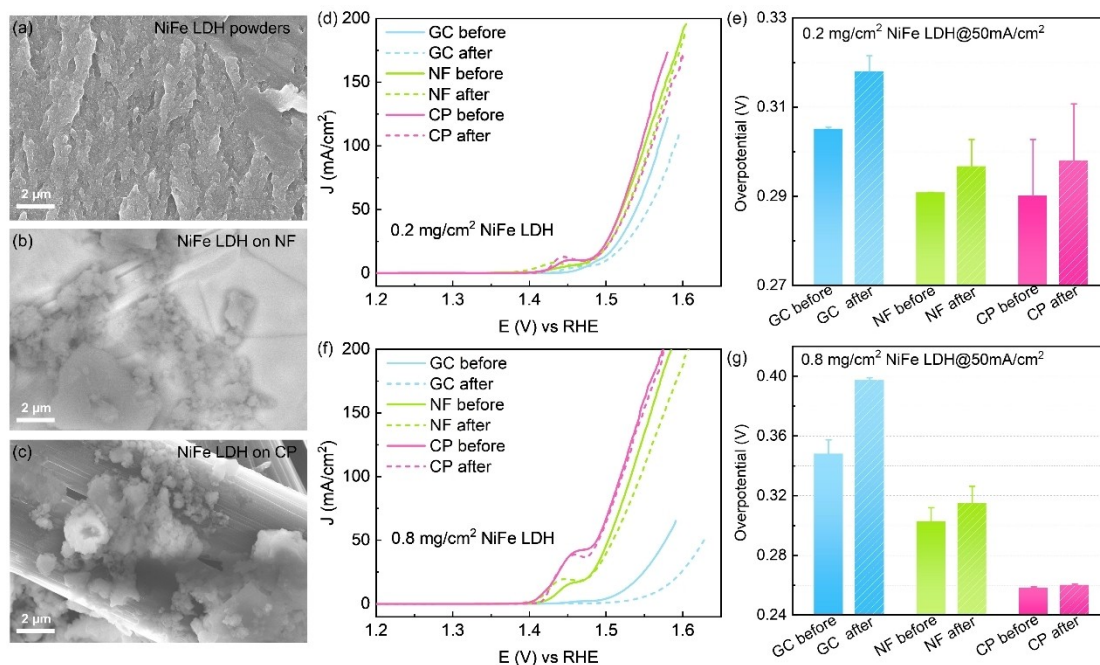 (a) NiFe LDH powders
2 μm
(b) NiFe LDH on NF
2 μm
(c) NiFe LDH on CP
2 μm
(d)
200
150
100
50
0
J (mA/cm²)
GC before
GC after
NF before
NF after
CP before
CP after
0.2 mg/cm² NiFe LDH
1.2 1.3 1.4 1.5 1.6
E (V) vs RHE
(e)
0.2 mg/cm² NiFe LDH@50mA/cm²
0.33
0.31
0.29
0.27
Overpotential (V)
GC before
GC after
NF before
NF after
CP before
CP after
(f)
200
150
100
50
0
J (mA/cm²)
GC before
GC after
NF before
NF after
CP before
CP after
0.8 mg/cm² NiFe LDH
1.2 1.3 1.4 1.5 1.6
E (V) vs RHE
(g)
0.8 mg/cm² NiFe LDH@50mA/cm²
0.40
0.36
0.32
0.28
0.24
Overpotential (V)
GC before
GC after
NF before
NF after
CP before
CP after